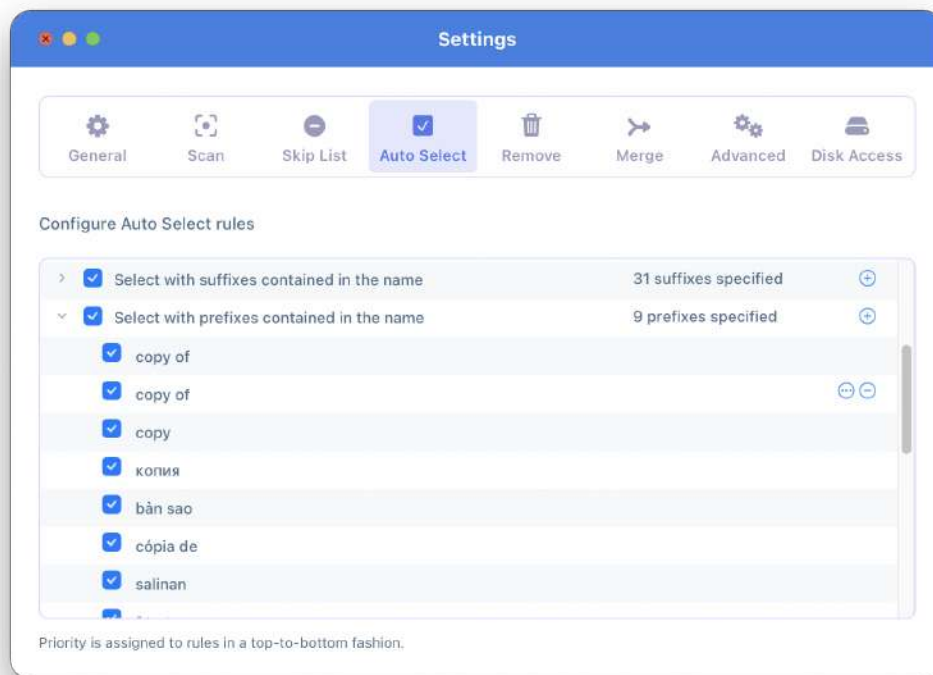 Settings
General Scan Skip List Auto Select Remove Merge Advanced Disk Access
Configure Auto Select rules
Select with suffixes contained in the name 31 suffixes specified
Select with prefixes contained in the name 9 prefixes specified
copy of
copy of
copy
копия
bản sao
cópia de
salinan
Priority is assigned to rules in a top-to-bottom fashion.